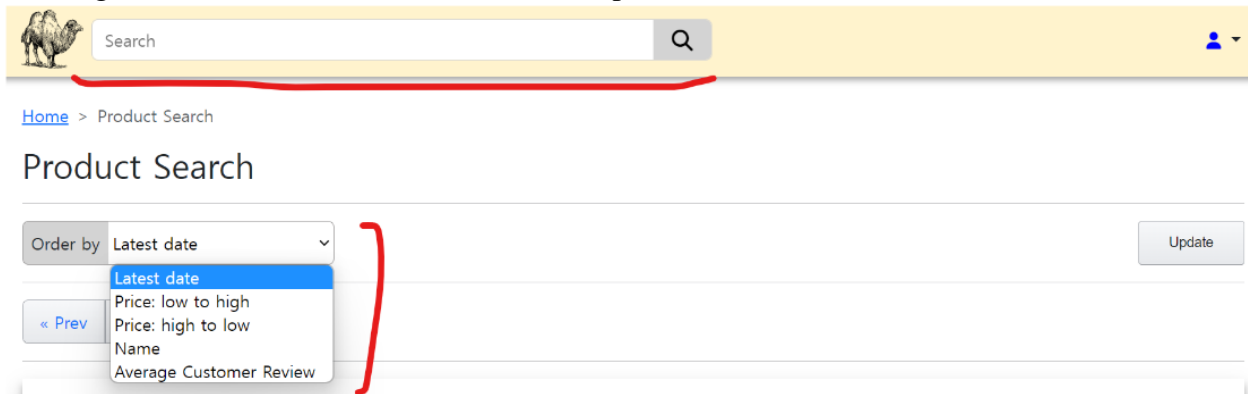 Search
Home > Product Search
Product Search
Order by Latest date
Update
Latest date
Price: low to high
« Prev
Price: high to low
Name
Average Customer Review